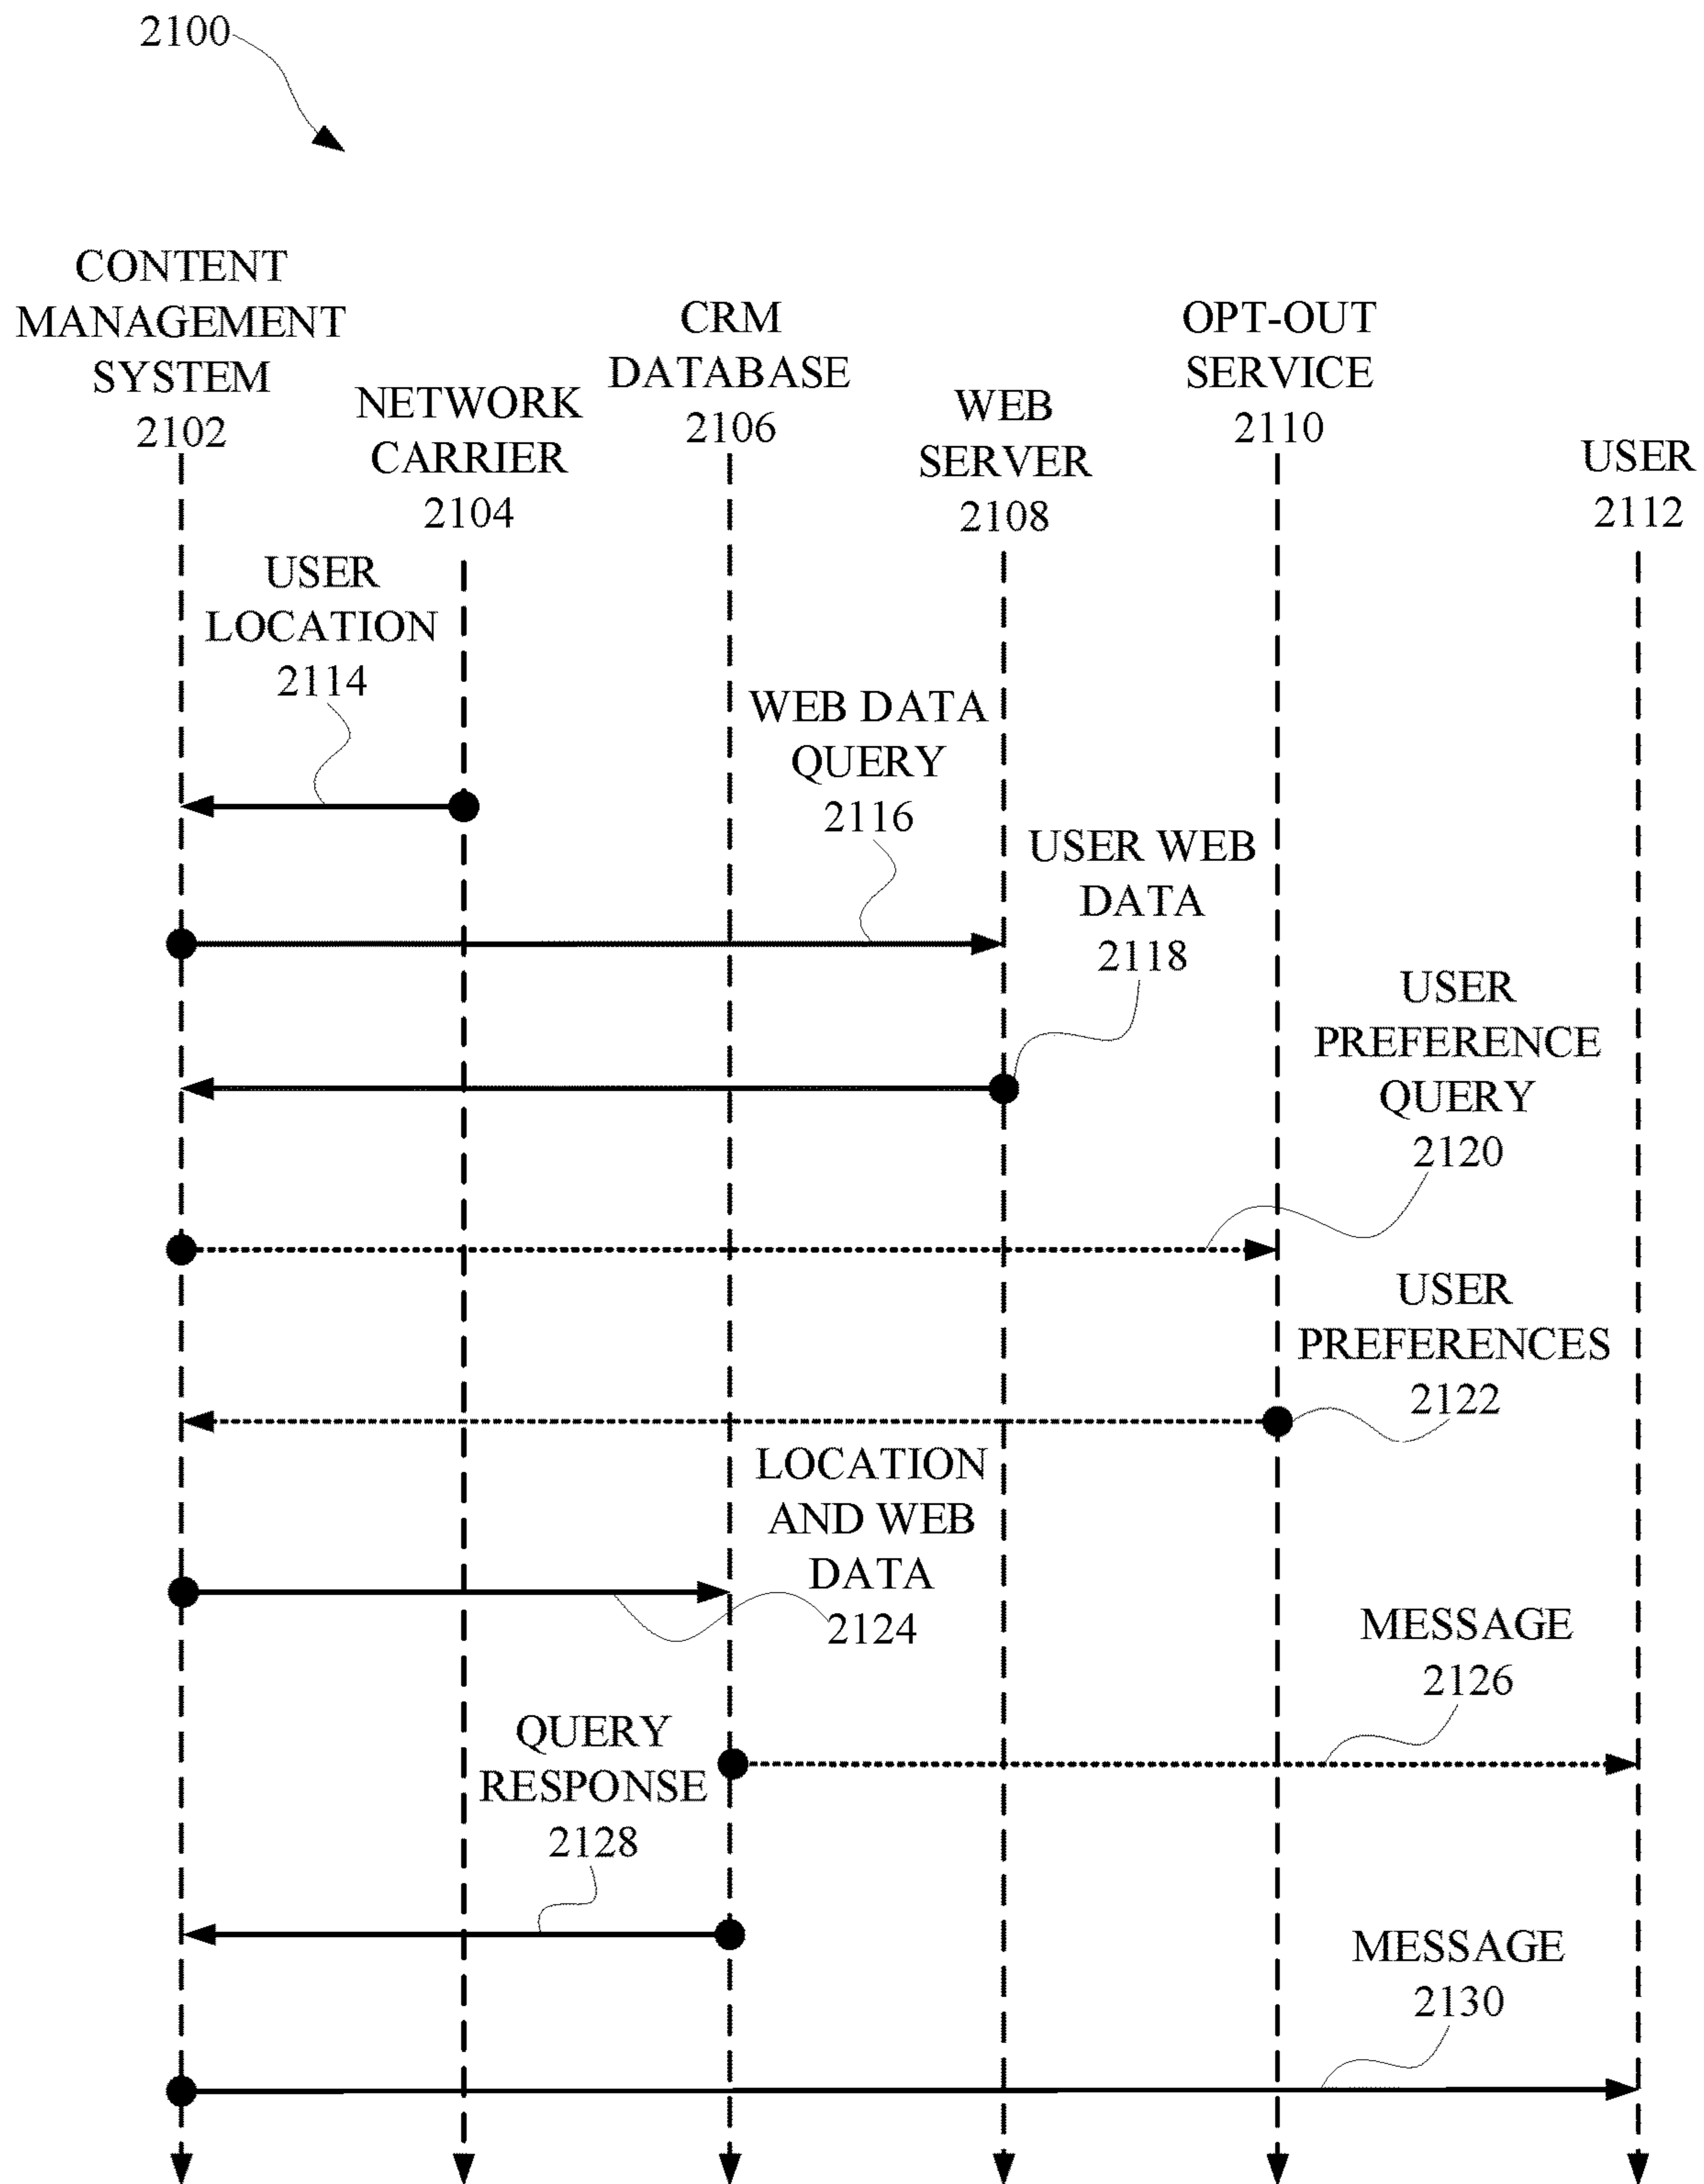 2100
CONTENT
MANAGEMENT
SYSTEM
2102
NETWORK
CARRIER
2104
CRM
DATABASE
2106
WEB
SERVER
2108
OPT-OUT
SERVICE
2110
USER
2112
USER
LOCATION
2114
WEB DATA
QUERY
2116
USER WEB
DATA
2118
USER
PREFERENCE
QUERY
2120
USER
PREFERENCES
2122
LOCATION
AND WEB
DATA
2124
MESSAGE
2126
QUERY
RESPONSE
2128
MESSAGE
2130